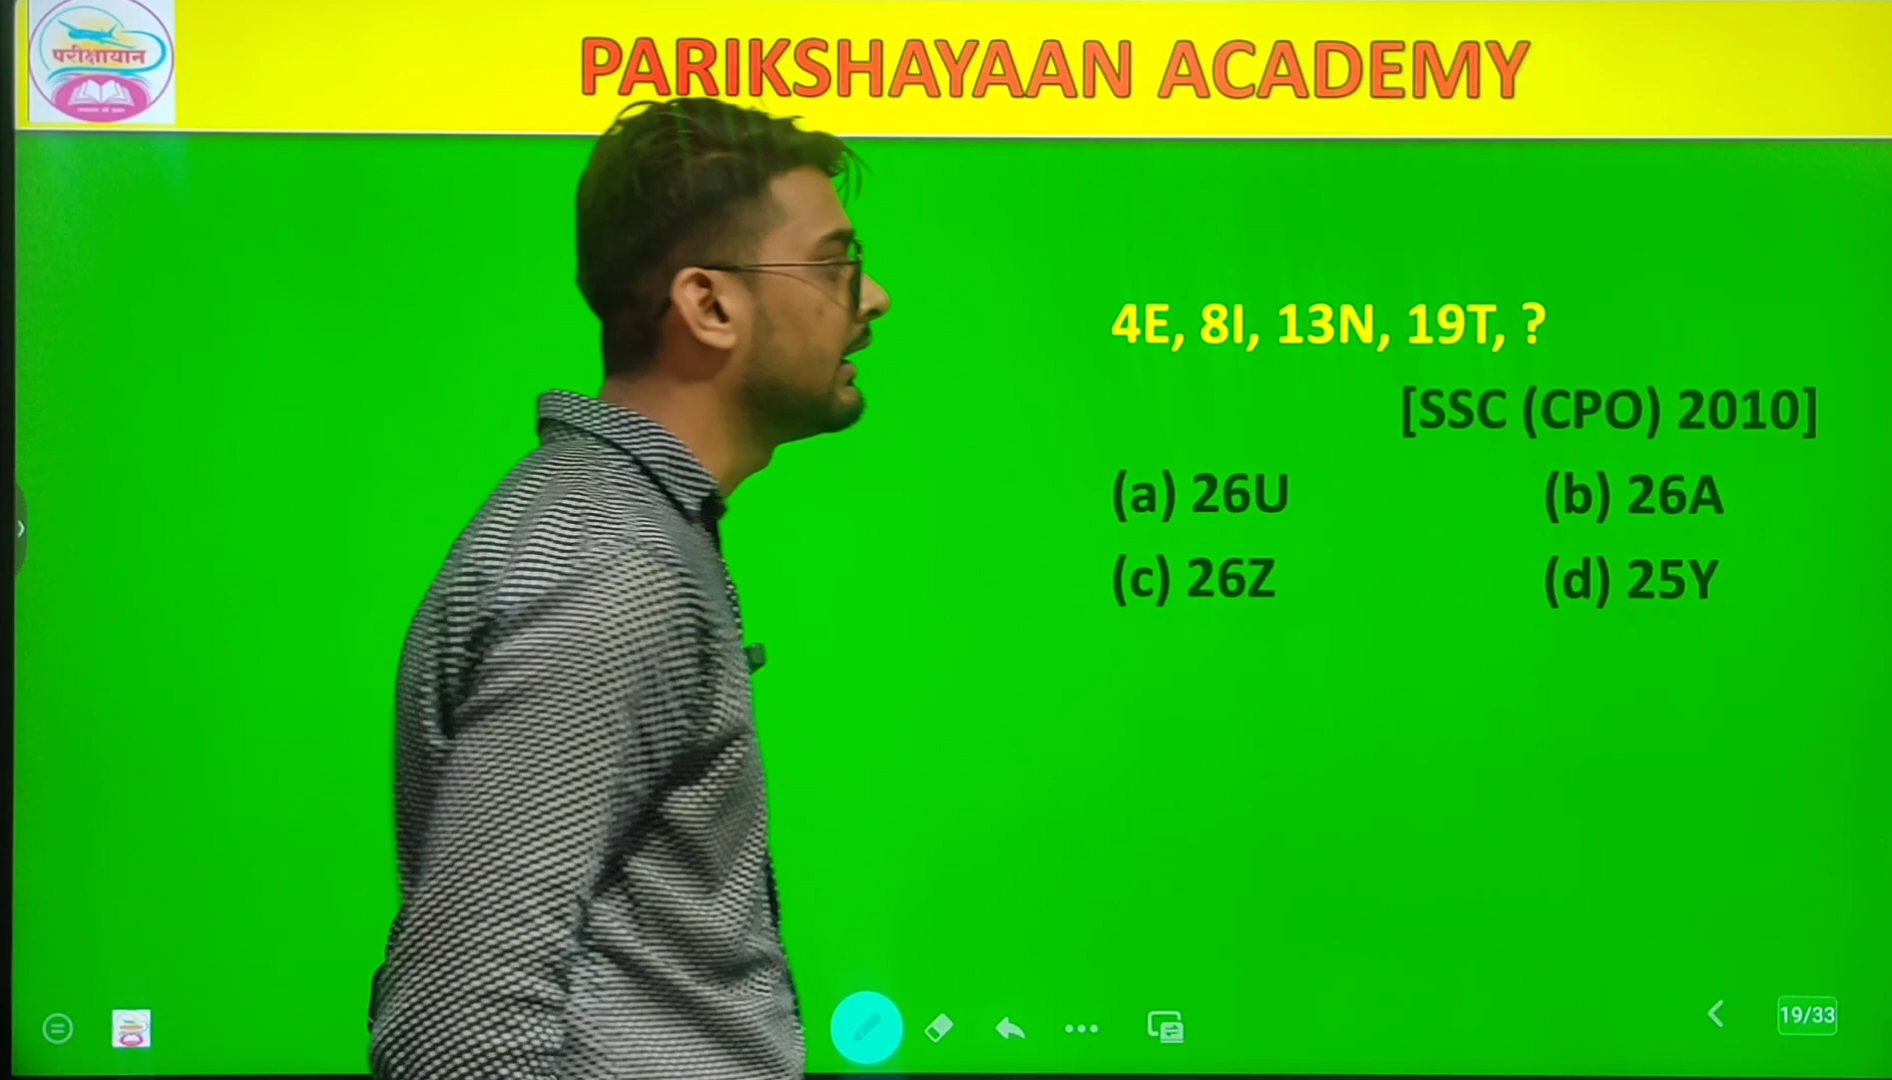 परीक्षायान
PARIKSHAYAAN ACADEMY
4E, 8I, 13N, 19T, ?
[SSC (CPO) 2010]
(a) 26U (b) 26A
(c) 26Z (d) 25Y
19/33